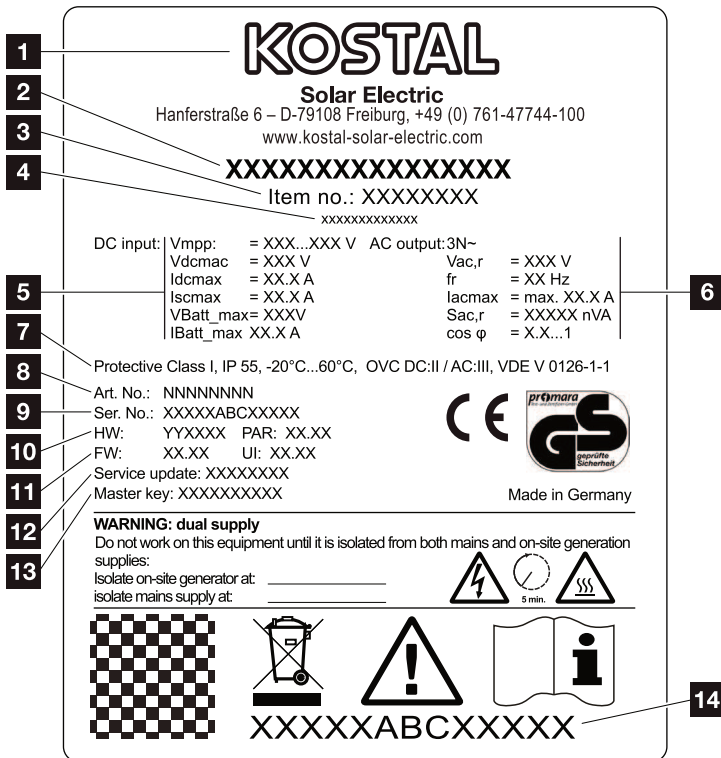 1
KOSTAL
Solar Electric
2
Hanferstraße 6 – D-79108 Freiburg, +49 (0) 761-47744-100
www.kostal-solar-electric.com
3
XXXXXXXXXXXXXXXX
4
Item no.: XXXXXXXX
xxxxxxxxxxxxx
DC input: Vmpp: = XXX...XXX V AC output: 3N~
Vdcmac = XXX V Vac,r = XXX V
5 Idcmax = XX.X A fr = XX Hz 6
Iscmax = XX.X A Iacmax = max. XX.X A
VBatt_max= XXXV Sac,r = XXXXX nVA
IBatt_max XX.X A cos φ = X.X...1
7
Protective Class I, IP 55, -20°C...60°C, OVC DC:II / AC:III, VDE V 0126-1-1
8
Art. No.: NNNNNNNN
9
Ser. No.: XXXXXABCXXXXX
10
HW: YYXXXX PAR: XX.XX
11
FW: XX.XX UI: XX.XX
12
Service update: XXXXXXXX
13
Master key: XXXXXXXXXX
CE
GS
geprüfte
Sicherheit
Made in Germany
WARNING: dual supply
Do not work on this equipment until it is isolated from both mains and on-site generation
supplies:
Isolate on-site generator at:
isolate mains supply at:
5 min.
i
XXXXXABCXXXXX
14